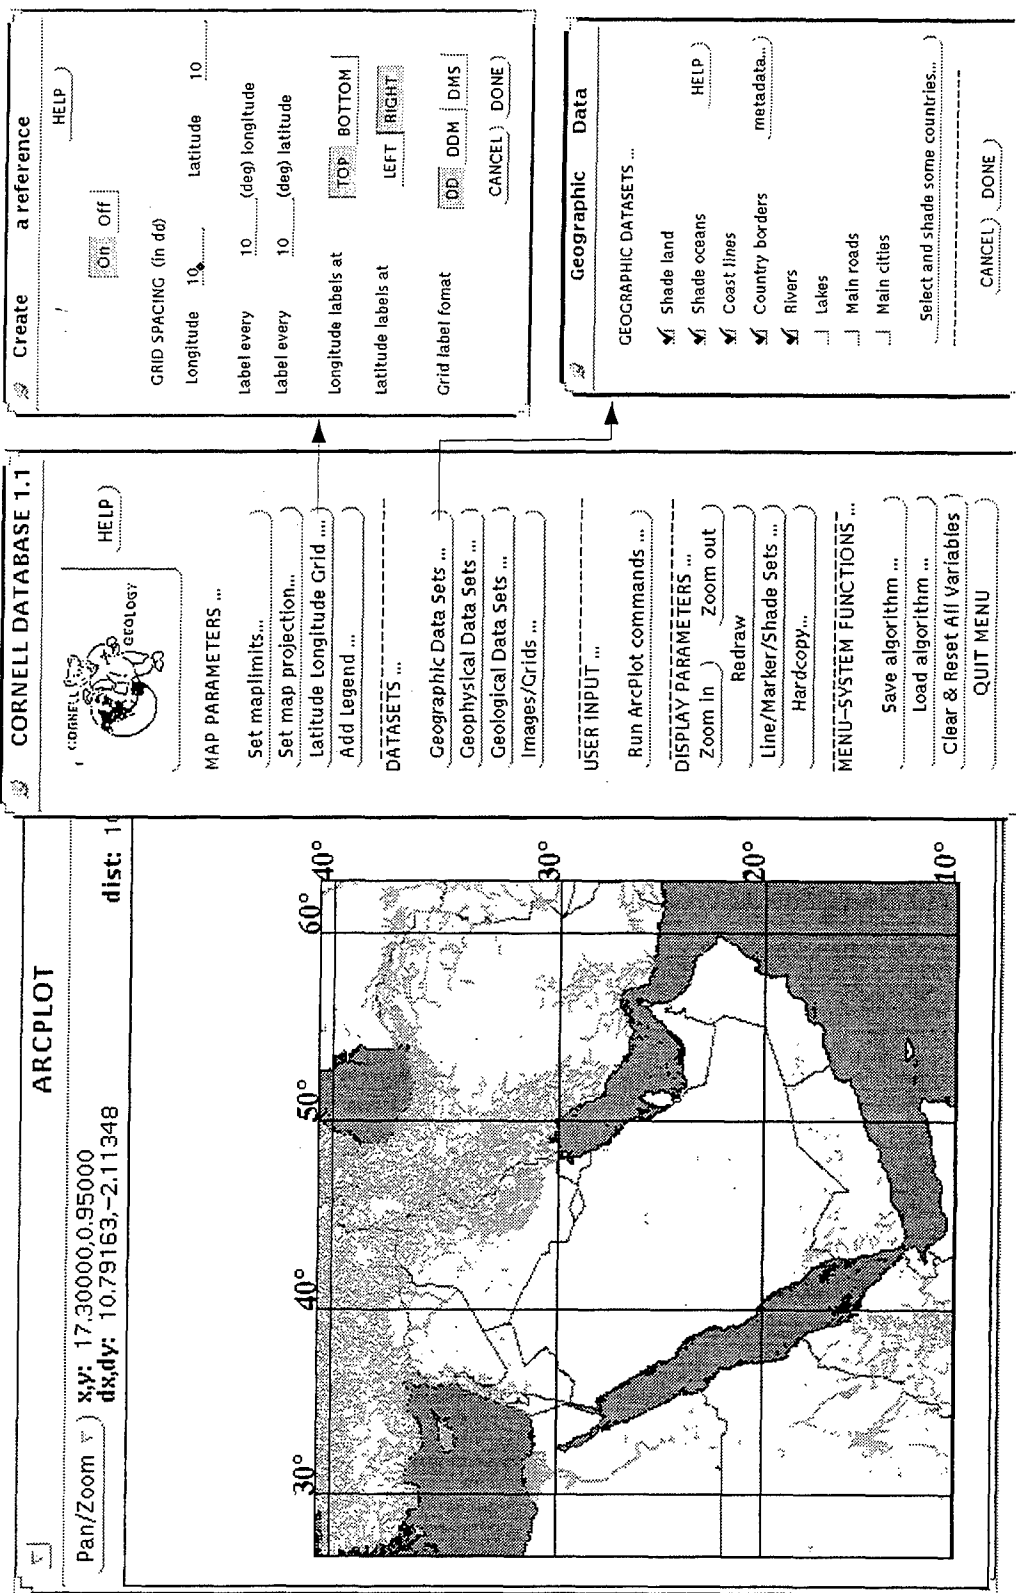 ARCPLOT
Pan/Zoom
x,y: 17.30000,0.95000
dx,dy: 10.79163,-2.11348
dist: 10
30°
40°
50°
60°
40°
30°
20°
10°
CORNELL DATABASE 1.1
CORNELL
GEOLOGY
HELP
MAP PARAMETERS ...
Set maplimits...
Set map projection...
Latitude Longitude Grid ....
Add Legend ...
DATASETS ...
Geographic Data Sets ...
Geophysical Data Sets ...
Geological Data Sets ...
Images/Grids ...
USER INPUT ...
Run ArcPlot commands ...
DISPLAY PARAMETERS ...
Zoom in
Zoom out
Redraw
Line/Marker/Shade Sets ...
Hardcopy...
MENU-SYSTEM FUNCTIONS ...
Save algorithm ...
Load algorithm ...
Clear & Reset All Variables
QUIT MENU
Create a reference
HELP
On Off
GRID SPACING (in dd)
Longitude 10 Latitude 10
Label every 10 (deg) longitude
Label every 10 (deg) latitude
Longitude labels at TOP BOTTOM
Latitude labels at LEFT RIGHT
Grid label fomat DD DDM DMS
CANCEL DONE
Geographic Data
GEOGRAPHIC DATASETS ...
Shade land
Shade oceans
HELP
Coast lines
Country borders
metadata...
Rivers
Lakes
Main roads
Main cities
Select and shade some countries...
CANCEL DONE